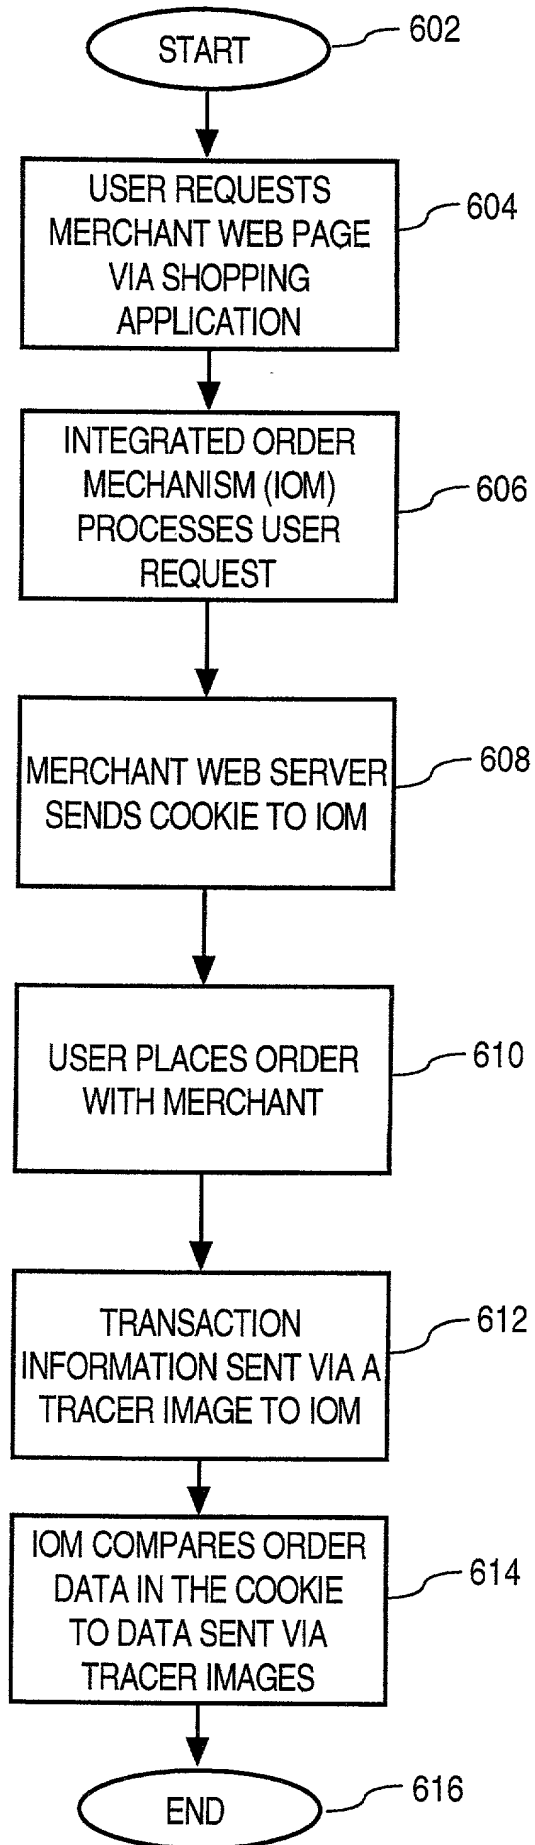 START
602
USER REQUESTS
MERCHANT WEB PAGE
VIA SHOPPING
APPLICATION
604
INTEGRATED ORDER
MECHANISM (IOM)
PROCESSES USER
REQUEST
606
MERCHANT WEB SERVER
SENDS COOKIE TO IOM
608
USER PLACES ORDER
WITH MERCHANT
610
TRANSACTION
INFORMATION SENT VIA A
TRACER IMAGE TO IOM
612
IOM COMPARES ORDER
DATA IN THE COOKIE
TO DATA SENT VIA
TRACER IMAGES
614
END
616